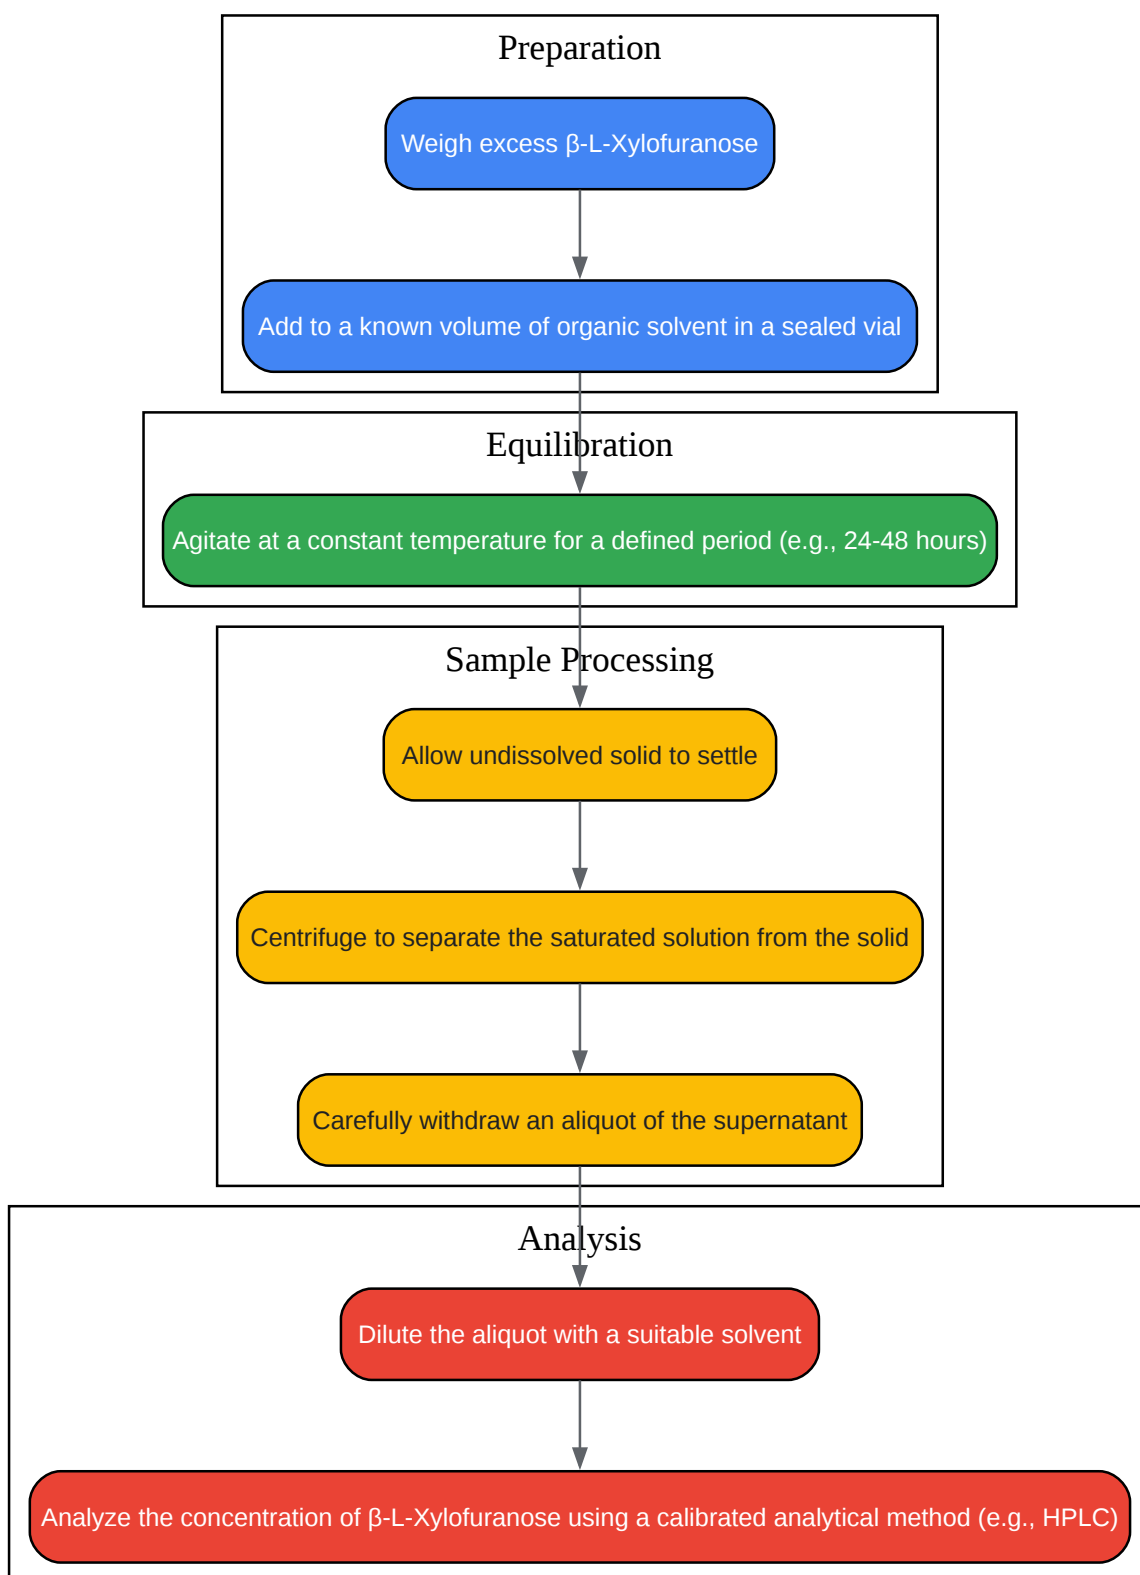 Preparation
Weigh excess β-L-Xylofuranose
Add to a known volume of organic solvent in a sealed vial
Equilibration
Agitate at a constant temperature for a defined period (e.g., 24-48 hours)
Sample Processing
Allow undissolved solid to settle
Centrifuge to separate the saturated solution from the solid
Carefully withdraw an aliquot of the supernatant
Analysis
Dilute the aliquot with a suitable solvent
Analyze the concentration of β-L-Xylofuranose using a calibrated analytical method (e.g., HPLC)